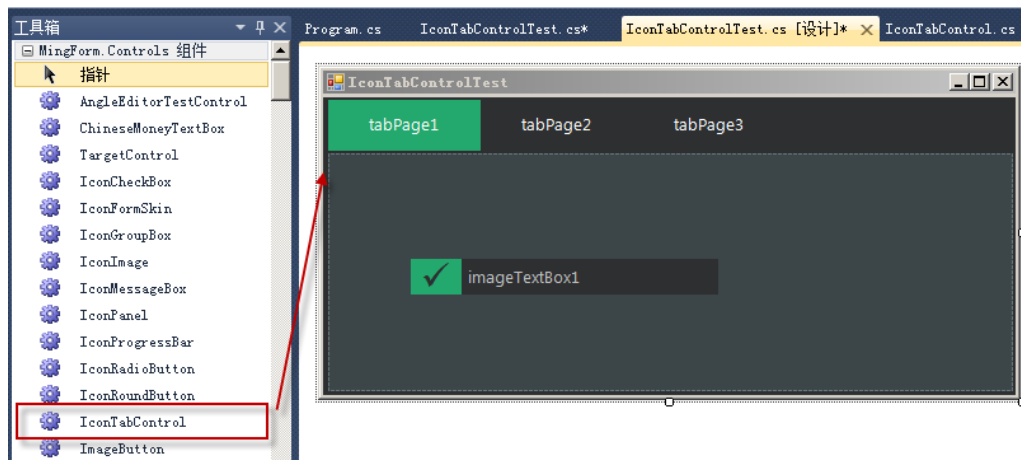 工具箱
MingForm.Controls 组件
指针
AngleEditorTestControl
ChineseMoneyTextBox
TargetControl
IconCheckBox
IconFormSkin
IconGroupBox
IconImage
IconMessageBox
IconPanel
IconProgressBar
IconRadioButton
IconRoundButton
IconTabControl
ImageButton
Program.cs IconTabControlTest.cs* IconTabControlTest.cs [设计]* IconTabControl.cs
IconTabControlTest
tabPage1 tabPage2 tabPage3
imageTextBox1